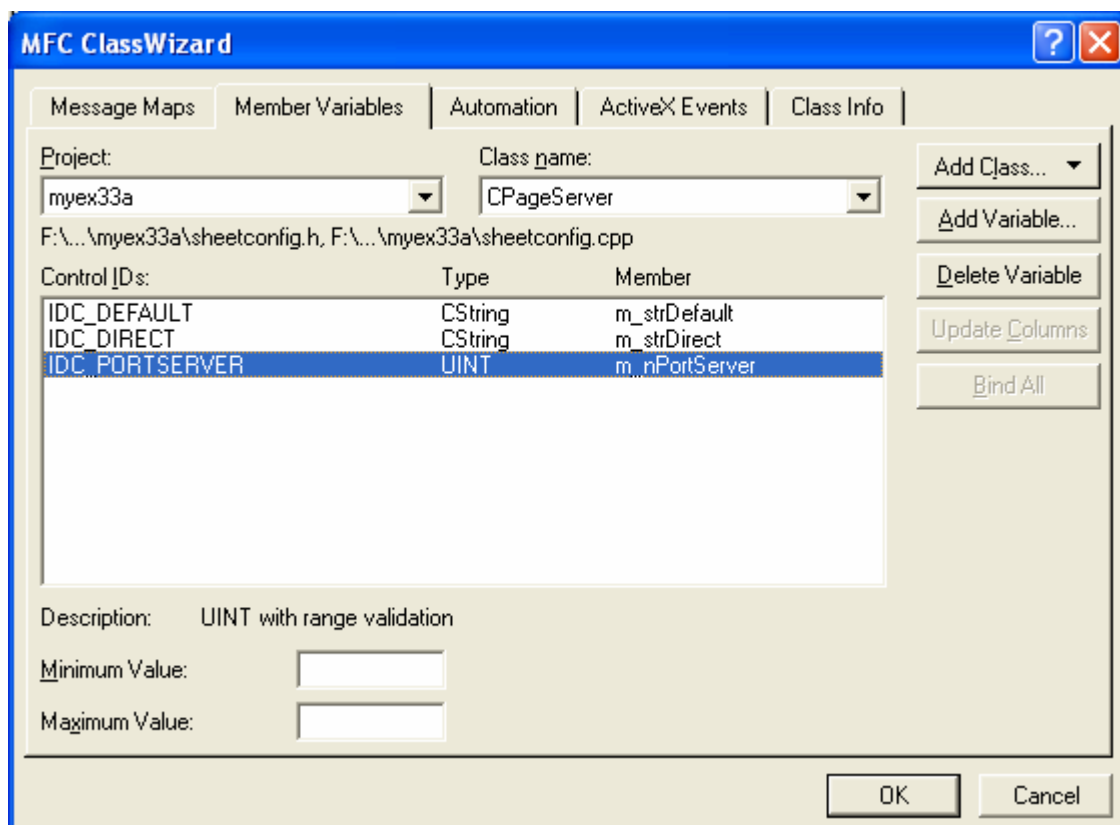 MFC ClassWizard
Message Maps Member Variables Automation ActiveX Events Class Info
Project: Class name:
Add Class...
myex33a CPageServer
Add Variable...
F:\...\myex33a\sheetconfig.h, F:\...\myex33a\sheetconfig.cpp
Control IDs: Type Member Delete Variable
IDC_DEFAULT CString m_strDefault
IDC_DIRECT CString m_strDirect
Update Columns
IDC_PORTSERVER UINT m_nPortServer
Bind All
Description: UINT with range validation
Minimum Value:
Maximum Value:
OK Cancel